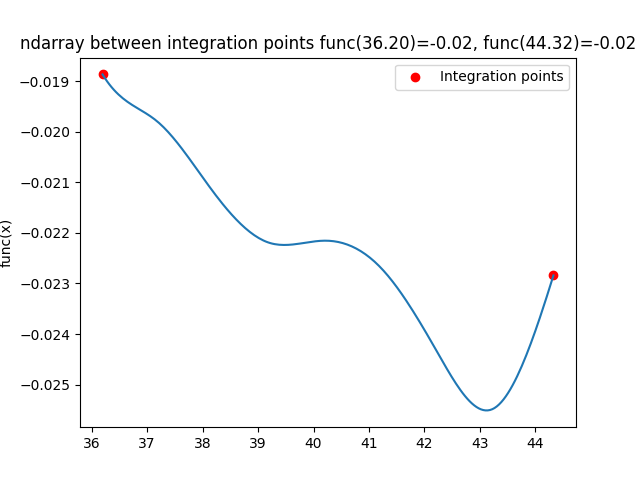 ndarray between integration points func(36.20)=-0.02, func(44.32)=-0.02
Integration points
−0.019
−0.020
−0.021
−0.022
−0.023
−0.024
−0.025
func(x)
36 37 38 39 40 41 42 43 44